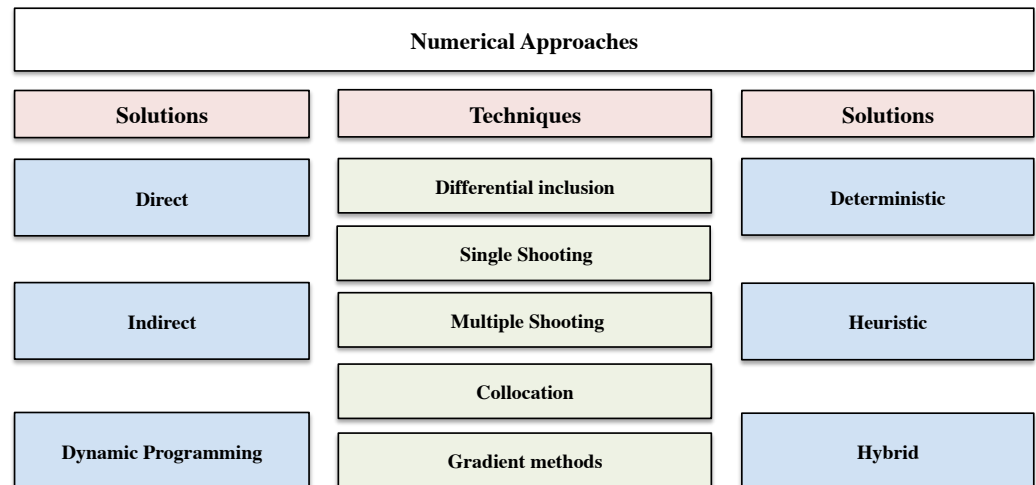 Numerical Approaches
Solutions
Techniques
Solutions
Direct
Differential inclusion
Deterministic
Single Shooting
Indirect
Multiple Shooting
Heuristic
Collocation
Dynamic Programming
Gradient methods
Hybrid